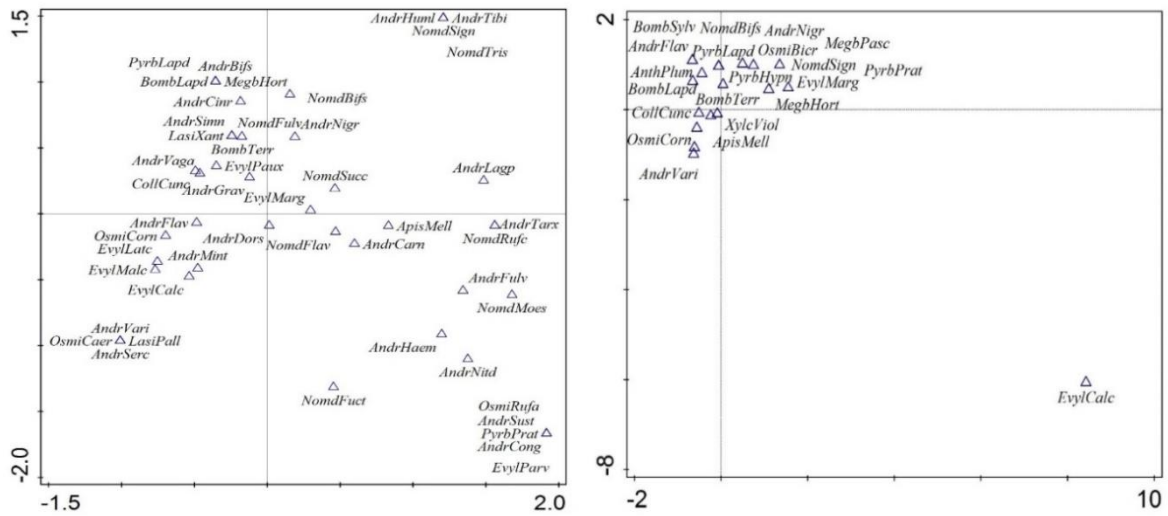 1.5
AndrHuml AndrTibi
NomdSign
NomdTris
PyrbLapd AndrBifs
BombLapd MegbHort
AndrCinr NomdBifs
AndrSimn NomdFulv AndrNigr
LasiXant
BombTerr
AndrVaga EvylPaux
CollCunc AndrGrav NomdSucc AndrLagp
EvylMarg
AndrFlav ApisMell AndrTarx
OsmiCorn AndrDors NomdFlav AndrCarn NomdRufc
EvylLatc
EvylMalc AndrMint
EvylCalc
AndrFulv
NomdMoes
AndrVari
OsmiCaer LasiPall
AndrSerc
AndrHaem
AndrNitd
NomdFuct
OsmiRufa
AndrSust
PyrbPrat
AndrCong
EvylParv
-2.0
-1.5 2.0
2
BombSylv NomdBifs AndrNigr
AndrFlav PyrbLapd OsmiBicr MegbPasc
AnthPlum PyrbHypn NomdSign PyrbPrat
BombLapd EvylMarg
BombTerr MegbHort
CollCunc XylcViol
OsmiCorn ApisMell
AndrVari
EvylCalc
-8
-2 10